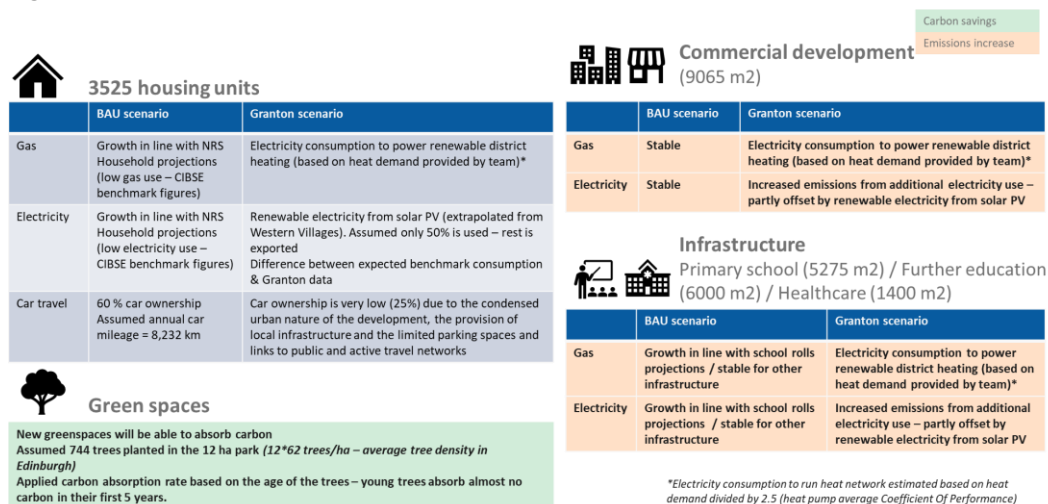 Carbon savings
Emissions increase
3525 housing units
BAU scenario
Granton scenario
Gas
Growth in line with NRS
Household projections
(low gas use – CIBSE
benchmark figures)
Electricity consumption to power renewable district
heating (based on heat demand provided by team)*
Electricity
Growth in line with NRS
Household projections
(low electricity use –
CIBSE benchmark figures)
Renewable electricity from solar PV (extrapolated from
Western Villages). Assumed only 50% is used – rest is
exported
Difference between expected benchmark consumption
& Granton data
Car travel
60 % car ownership
Assumed annual car
mileage = 8,232 km
Car ownership is very low (25%) due to the condensed
urban nature of the development, the provision of
local infrastructure and the limited parking spaces and
links to public and active travel networks
Green spaces
New greenspaces will be able to absorb carbon
Assumed 744 trees planted in the 12 ha park (12*62 trees/ha – average tree density in
Edinburgh)
Applied carbon absorption rate based on the age of the trees – young trees absorb almost no
carbon in their first 5 years.
Commercial development
(9065 m2)
BAU scenario
Granton scenario
Gas
Stable
Electricity consumption to power renewable district
heating (based on heat demand provided by team)*
Electricity
Stable
Increased emissions from additional electricity use –
partly offset by renewable electricity from solar PV
Infrastructure
Primary school (5275 m2) / Further education
(6000 m2) / Healthcare (1400 m2)
BAU scenario
Granton scenario
Gas
Growth in line with school rolls
projections / stable for other
infrastructure
Electricity consumption to power
renewable district heating (based on
heat demand provided by team)*
Electricity
Growth in line with school rolls
projections / stable for other
infrastructure
Increased emissions from additional
electricity use – partly offset by
renewable electricity from solar PV
*Electricity consumption to run heat network estimated based on heat
demand divided by 2.5 (heat pump average Coefficient Of Performance)